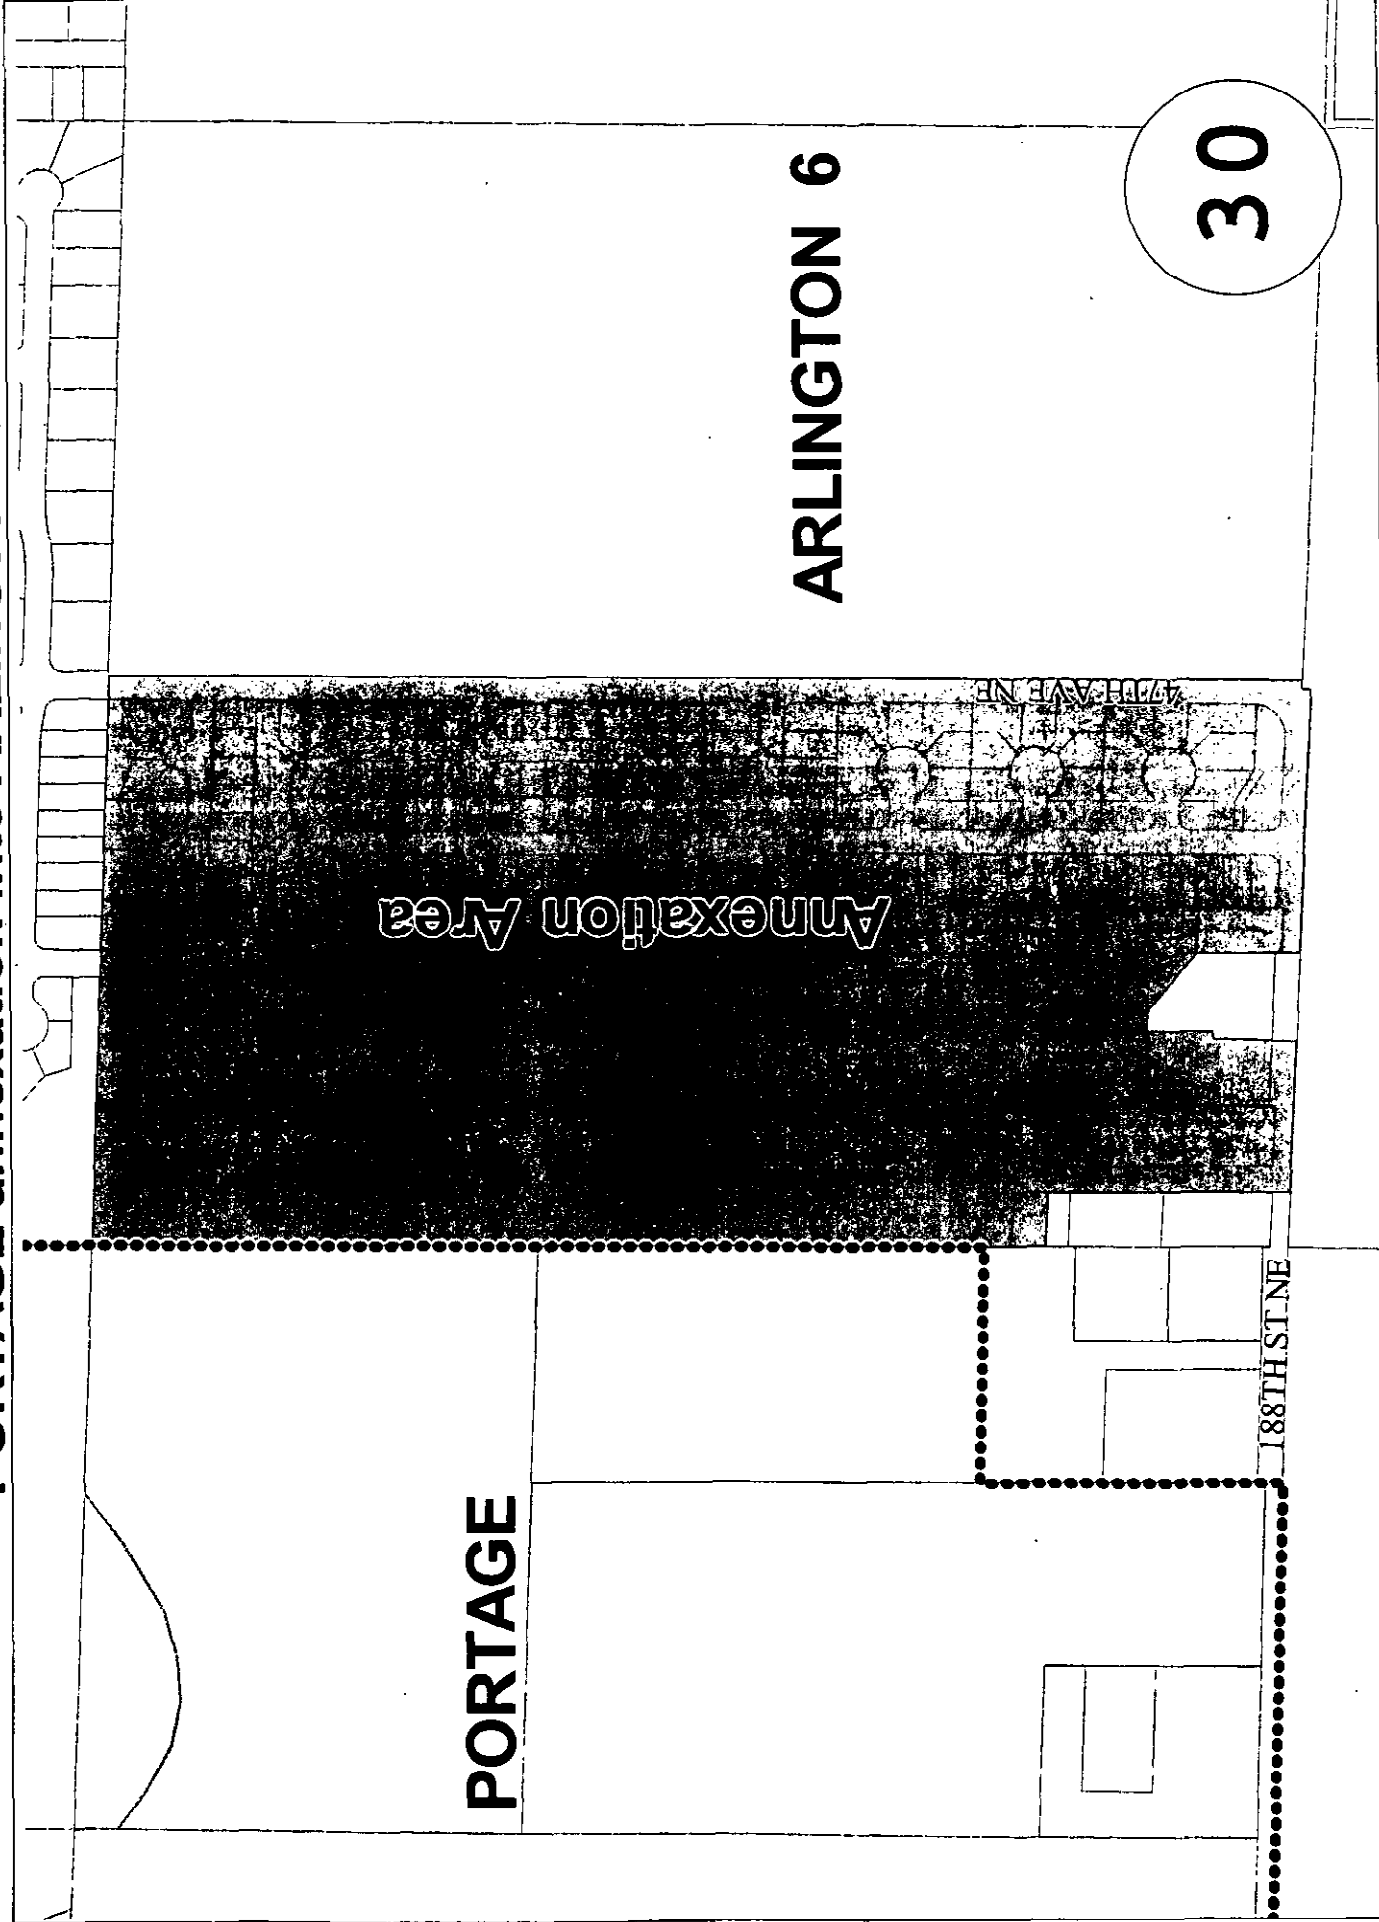 ARLINGTON 6
30
47TH AVE NE
Annexation Area
188TH ST NE
PORTAGE